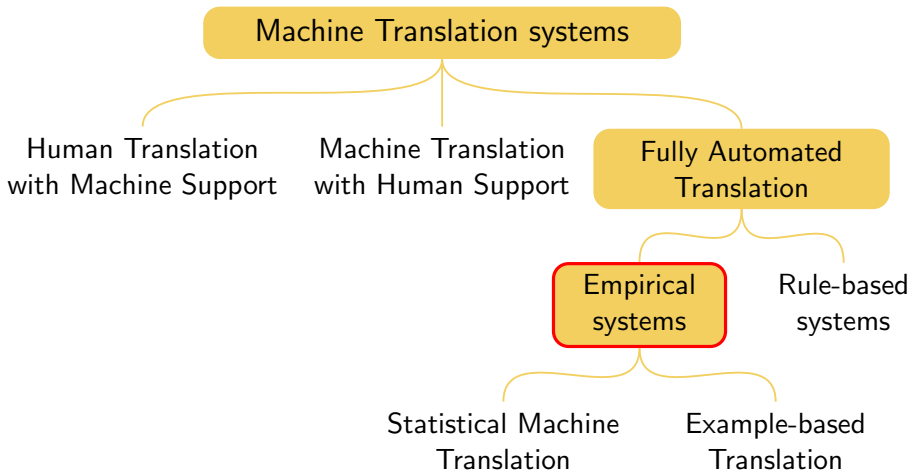 Machine Translation systems
Human Translation
with Machine Support
Machine Translation
with Human Support
Fully Automated
Translation
Empirical
systems
Rule-based
systems
Statistical Machine
Translation
Example-based
Translation